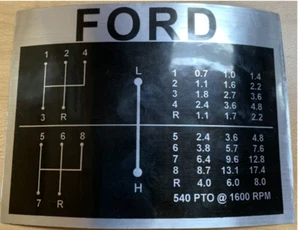 FORD
1 2 4
3 R
L
1 0.7 1.0 1.4
2 1.1 1.6 2.2
3 1.8 2.7 3.6
4 2.4 3.6 4.8
R 1.1 1.7 2.2
5 6 8
7 R
H
5 2.4 3.6 4.8
6 3.8 5.7 7.6
7 6.4 9.6 12.8
8 8.7 13.1 17.4
R 4.0 6.0 8.0
540 PTO @ 1600 RPM